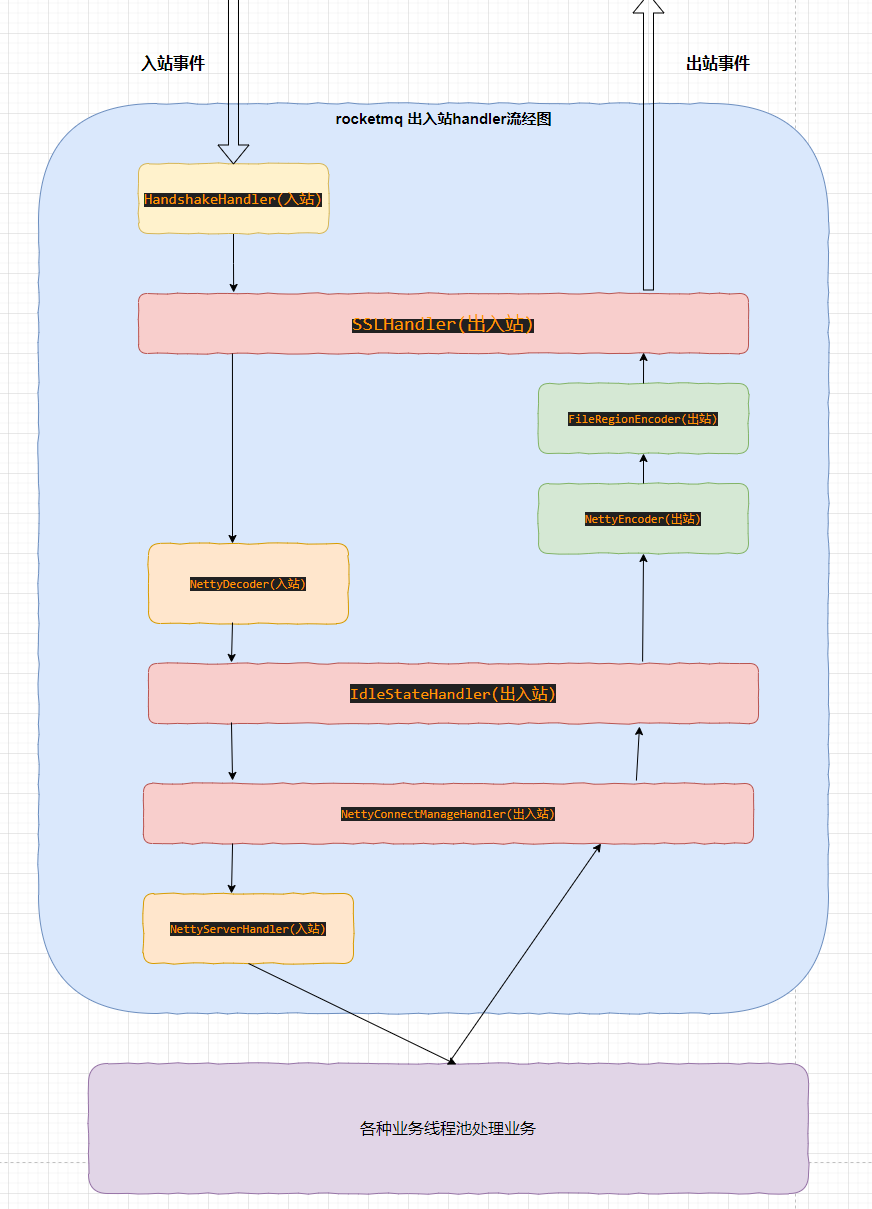 入站事件
出站事件
rocketmq 出入站handler流经图
HandshakeHandler(入站)
SSLHandler(出入站)
FileRegionEncoder(出站)
NettyEncoder(出站)
NettyDecoder(入站)
IdleStateHandler(出入站)
NettyConnectManageHandler(出入站)
NettyServerHandler(入站)
各种业务线程池处理业务